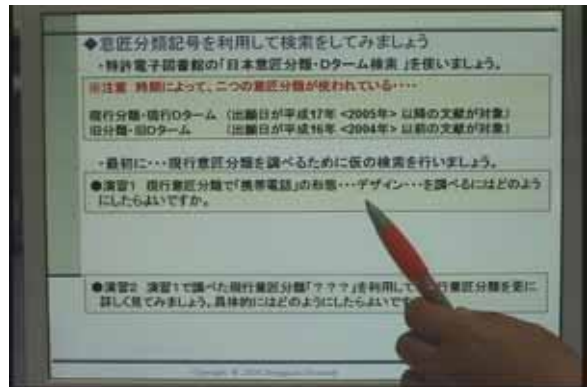 ◆意匠分類記号を利用して検索をしてみましょう
・特許電子図書館の「日本意匠分類・Dターム検索」を使いましょう。
※注意 時期によって、二つの意匠分類が使われている・・・・
現行分類・現行Dターム （出願日が平成17年 <2005年> 以降の文献が対象）
旧分類・旧Dターム （出願日が平成16年 <2004年> 以前の文献が対象）
・最初に・・・現行意匠分類を調べるために仮の検索を行いましょう。
●演習1 現行意匠分類で「携帯電話」の形態・・・デザイン・・・を調べるにはどのよう
にしたらよいですか。
●演習2 演習1で調べた現行意匠分類「？？？」を利用して 行意匠分類を更に
詳しく見てみましょう。具体的にはどのようにしたらよいで
Copyright